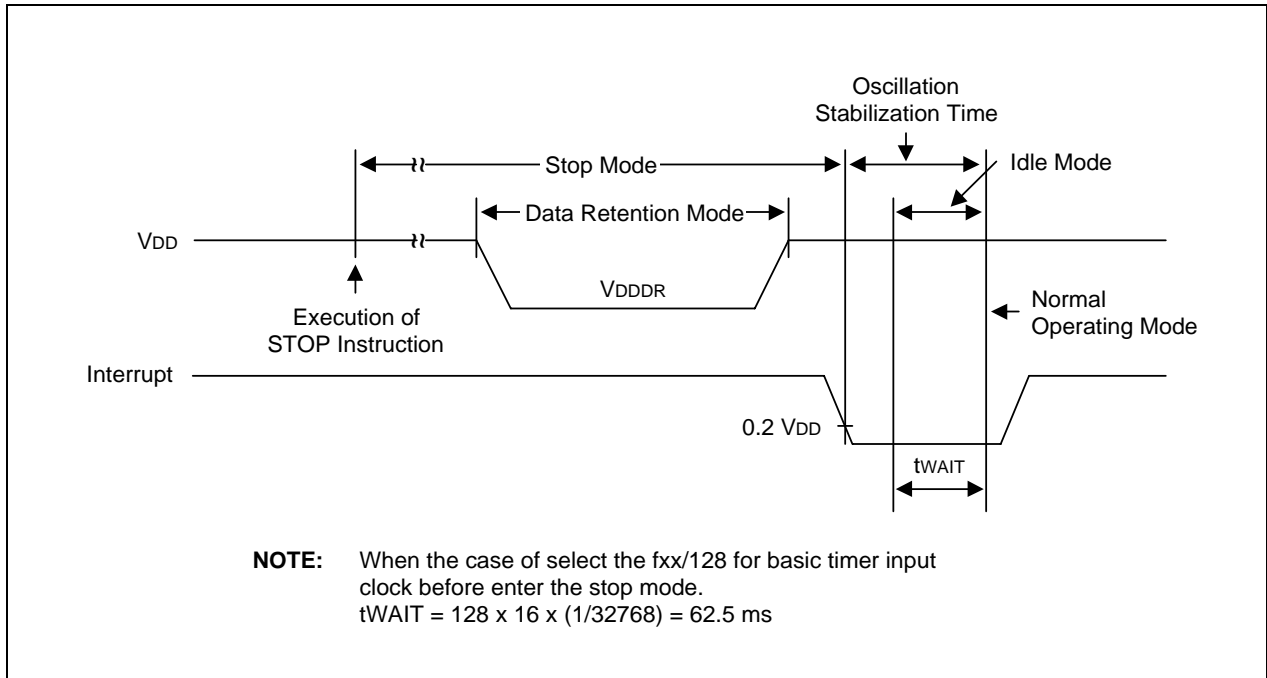 Oscillation
Stabilization Time
Stop Mode
Idle Mode
Data Retention Mode
VDD
VDDDR
Execution of
STOP Instruction
Normal
Operating Mode
Interrupt
0.2 VDD
tWAIT
NOTE: When the case of select the fxx/128 for basic timer input
clock before enter the stop mode.
tWAIT = 128 x 16 x (1/32768) = 62.5 ms